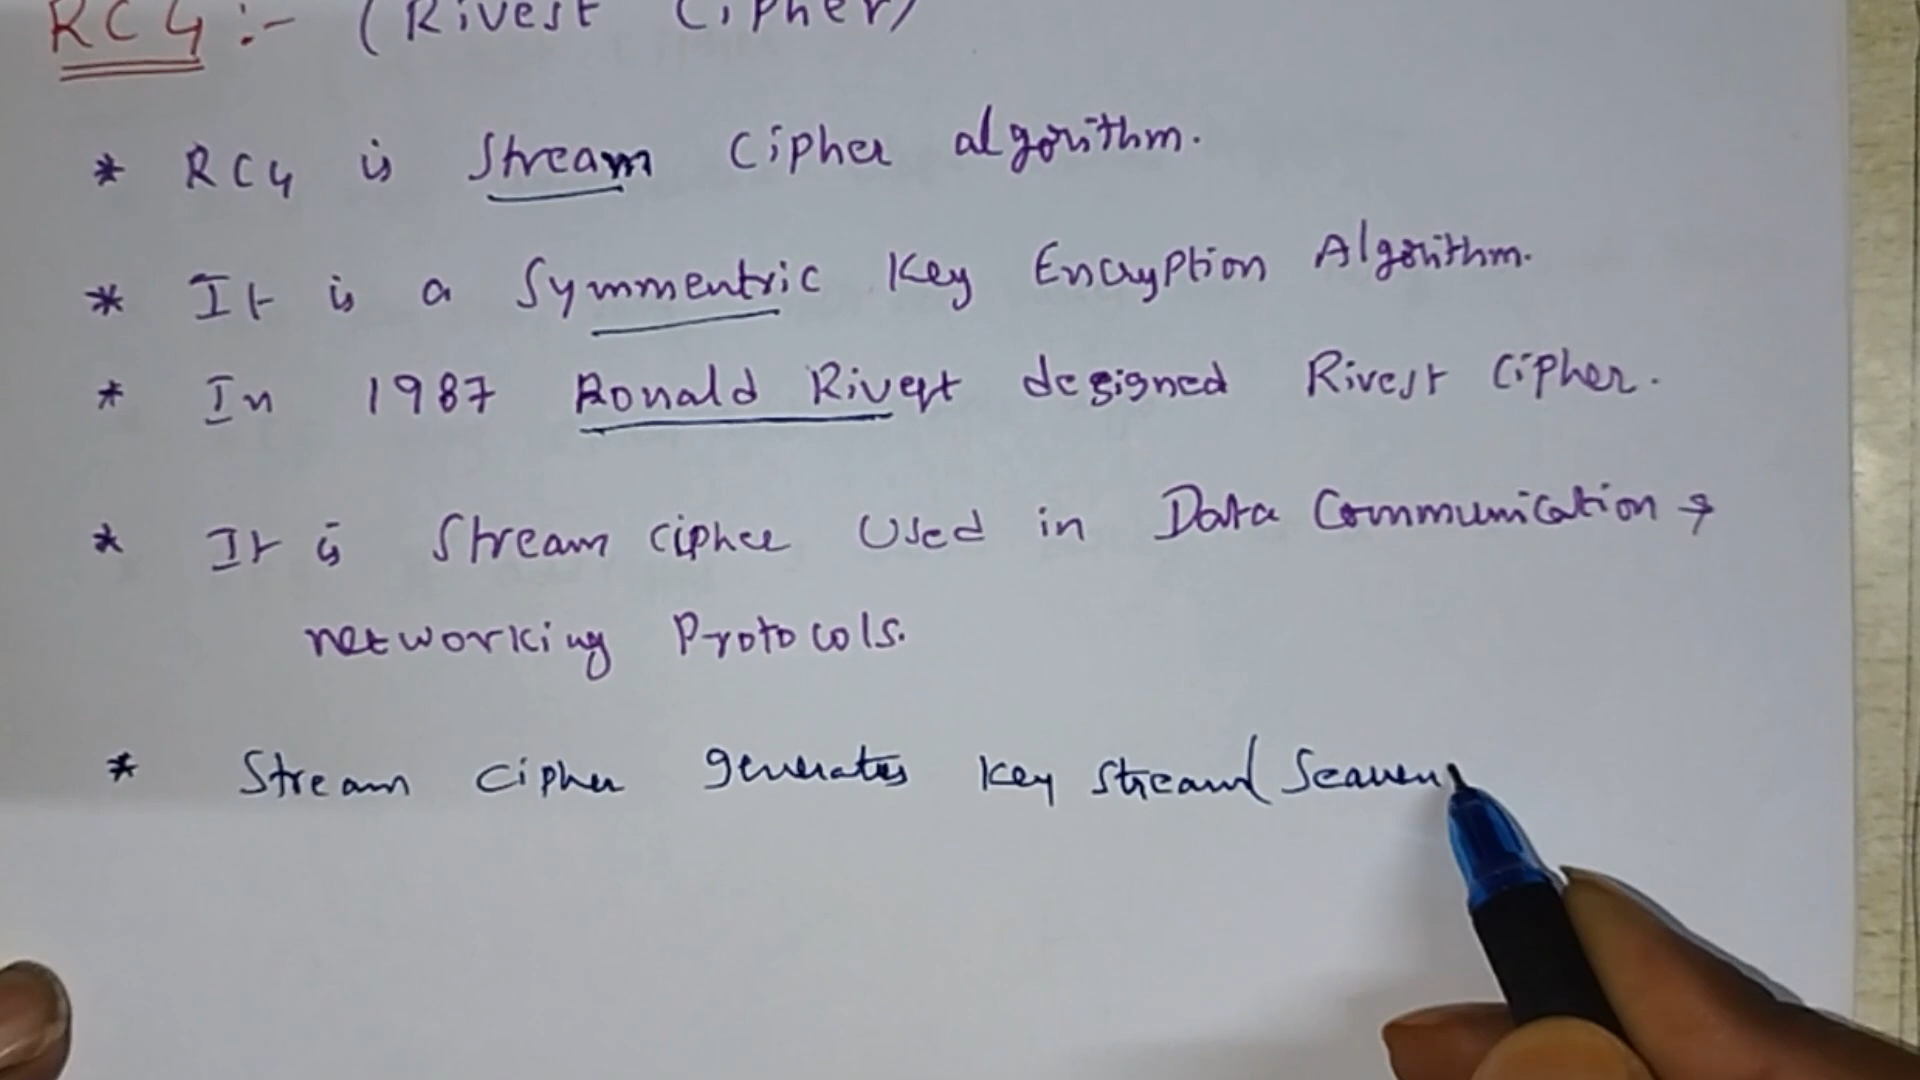 RC4 :- (Rivest Cipher)
* RC4 is Stream Cipher algorithm.
* It is a Symmentric Key Encryption Algorithm.
* In 1987 Ronald Rivest designed Rivest Cipher.
* It is Stream cipher Used in Data Communication →
networking Protocols.
* Stream cipher generates key stream (